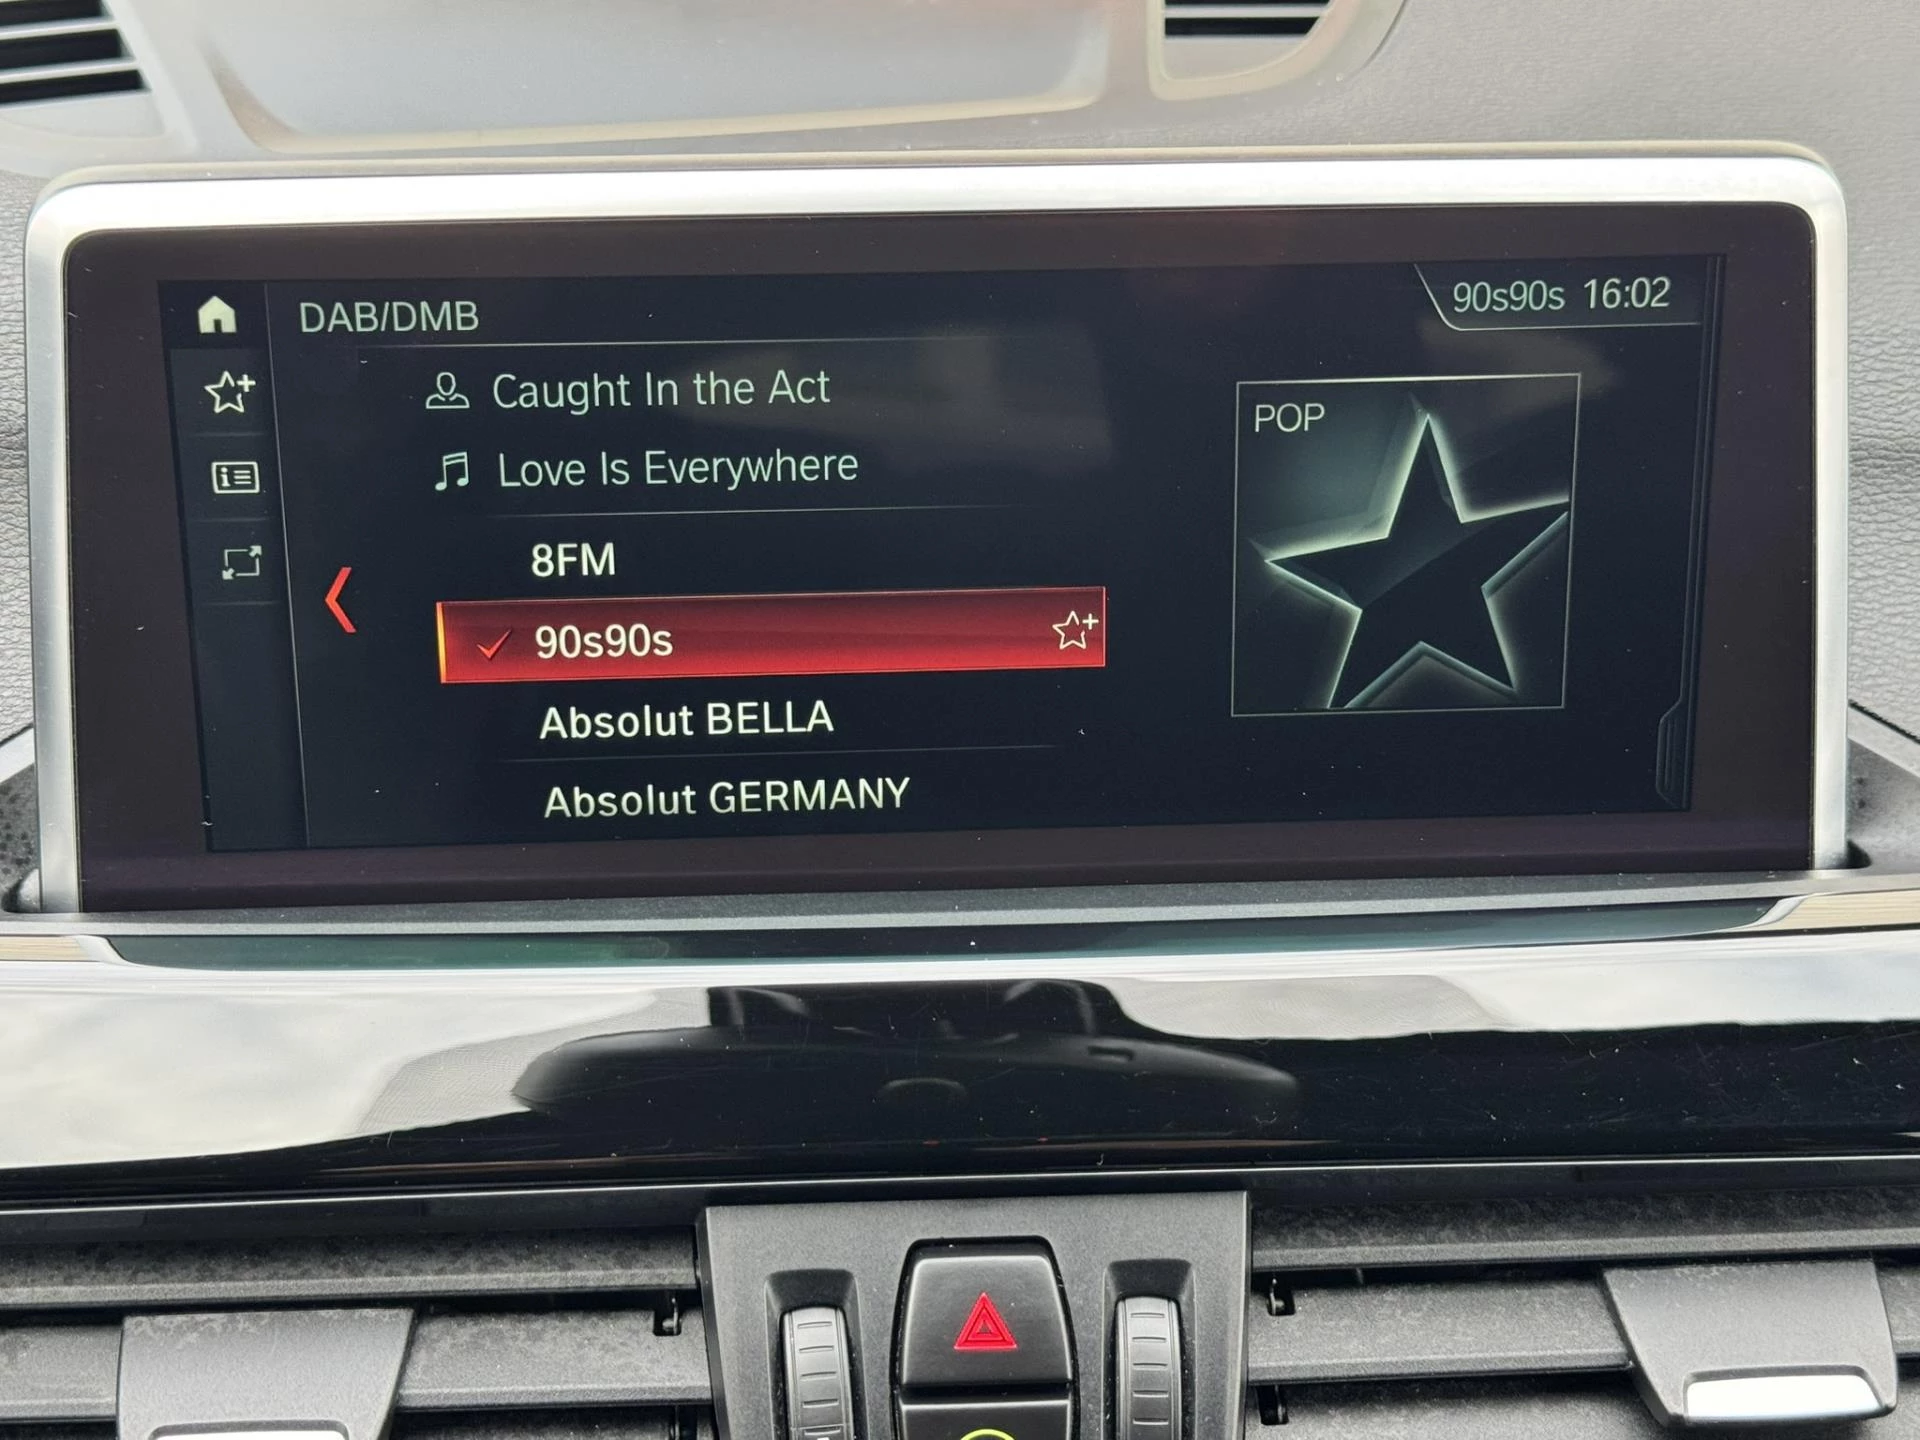 DAB/DMB
90s90s 16:02
Caught In the Act
Love Is Everywhere
8FM
90s90s
Absolut BELLA
Absolut GERMANY
POP